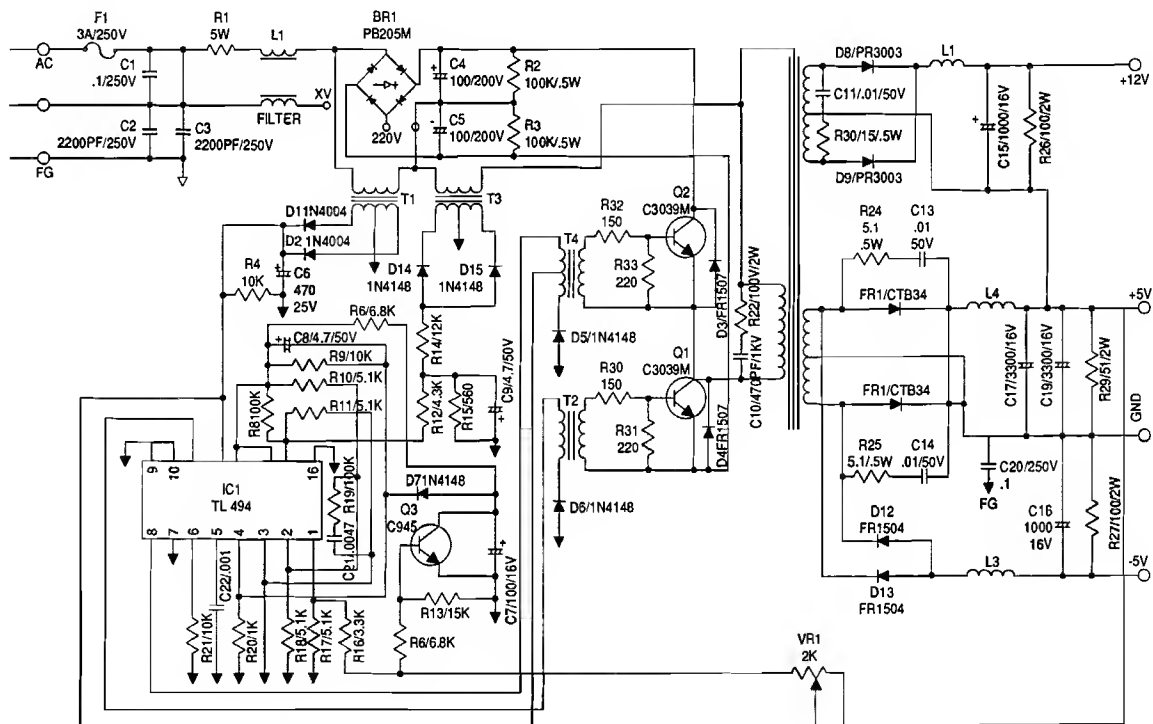 F1
3A/250V
AC
C1
.1/250V
R1
5W
L1
BR1
PB205M
C2
2200PF/250V
C3
2200PF/250V
FG
FILTER
XV
220V
C4
100/200V
C5
100/200V
R2
100K/.5W
R3
100K/.5W
T1
T3
D11N4004
D2 1N4004
C6
470
25V
R4
10K
1N4148
D14
1N4148
D15
T4
R32
150
R33
220
Q2
C3039M
D3/FR1507
R22/100V/2W
C10/470PF/1KV
D5/1N4148
R30
150
R31
220
Q1
C3039M
D4FR1507
T2
D6/1N4148
D8/PR3003
L1
+12V
C11/.01/50V
R30/15/.5W
D9/PR3003
C15/1000/16V
R26/100/2W
R24
5.1
.5W
C13
.01
50V
FR1/CTB34
L4
+5V
C17/3300/16V
C19/3300/16V
R29/51/2W
FR1/CTB34
GND
R25
5.1/.5W
C14
.01/50V
C20/250V
.1
FG
C16
1000
16V
R27/100/2W
D12
FR1504
D13
FR1504
L3
-5V
R6/6.8K
C8/4.7/50V
R9/10K
R10/5.1K
R11/5.1K
R8100K
R14/12K
R12/4.3K
R15/560
C9/4.7/50V
9
10
16
IC1
TL 494
8
7
6
5
4
3
2
1
R19/100K
C21/.0047
D71N4148
Q3
C945
C7/100/16V
C22/.001
R13/15K
R21/10K
R20/1K
R18/5.1K
R17/5.1K
R16/3.3K
R6/6.8K
VR1
2K